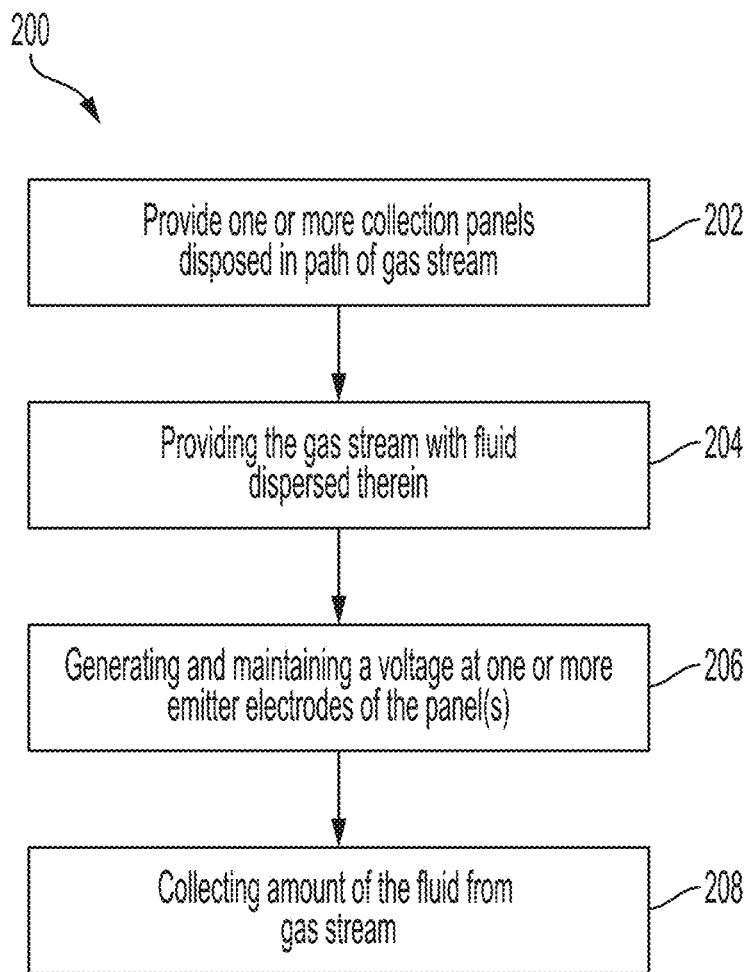 200
Provide one or more collection panels
disposed in path of gas stream
202
Providing the gas stream with fluid
dispersed therein
204
Generating and maintaining a voltage at one or more
emitter electrodes of the panel(s)
206
Collecting amount of the fluid from
gas stream
208